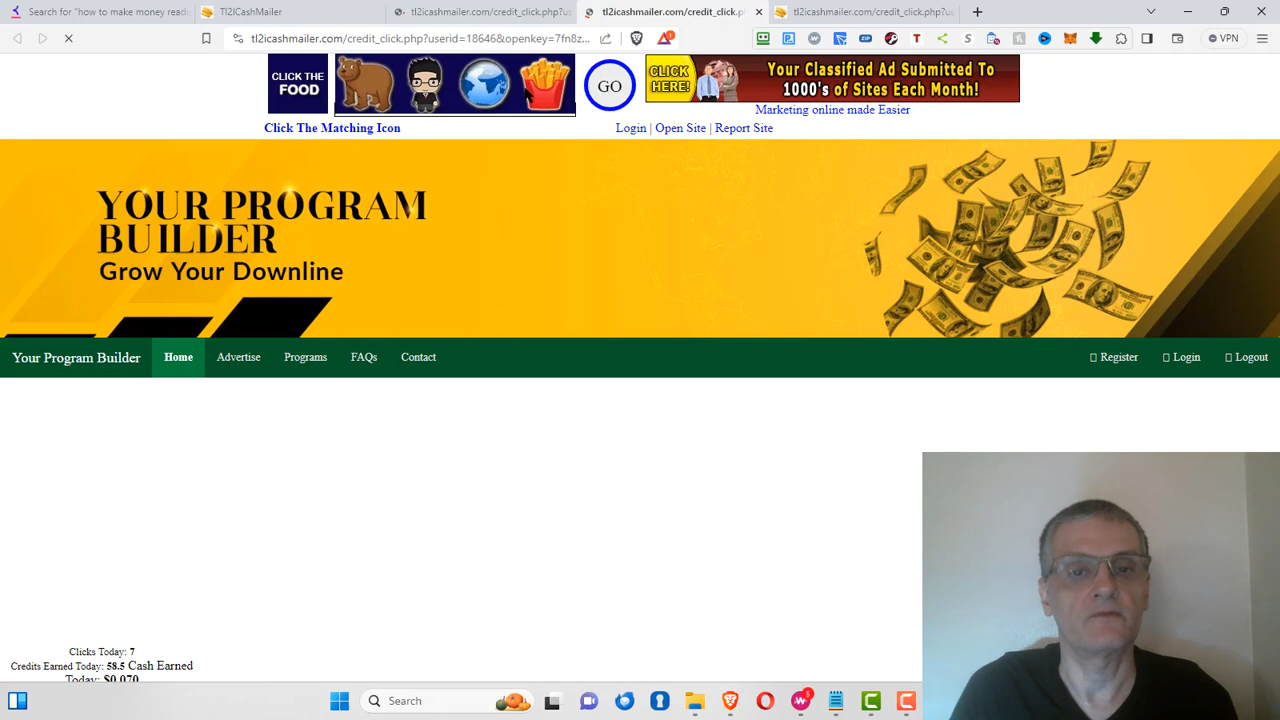 Search for "how to make money readi
Tl2ICashMailer
tl2icashmailer.com/credit_click.php?us
tl2icashmailer.com/credit_click.ph
tl2icashmailer.com/credit_click.php?us
tl2icashmailer.com/credit_click.php?userid=18646&openkey=7fn8z...
VPN
CLICK THE
FOOD
GO
CLICK
HERE!
Your Classified Ad Submitted To
1000's of Sites Each Month!
Marketing online made Easier
Click The Matching Icon
Login | Open Site | Report Site
YOUR PROGRAM
BUILDER
Grow Your Downline
Your Program Builder
Home
Advertise
Programs
FAQs
Contact
Register
Login
Logout
Clicks Today: 7
Credits Earned Today: 58.5 Cash Earned
Today: $0.070
Search